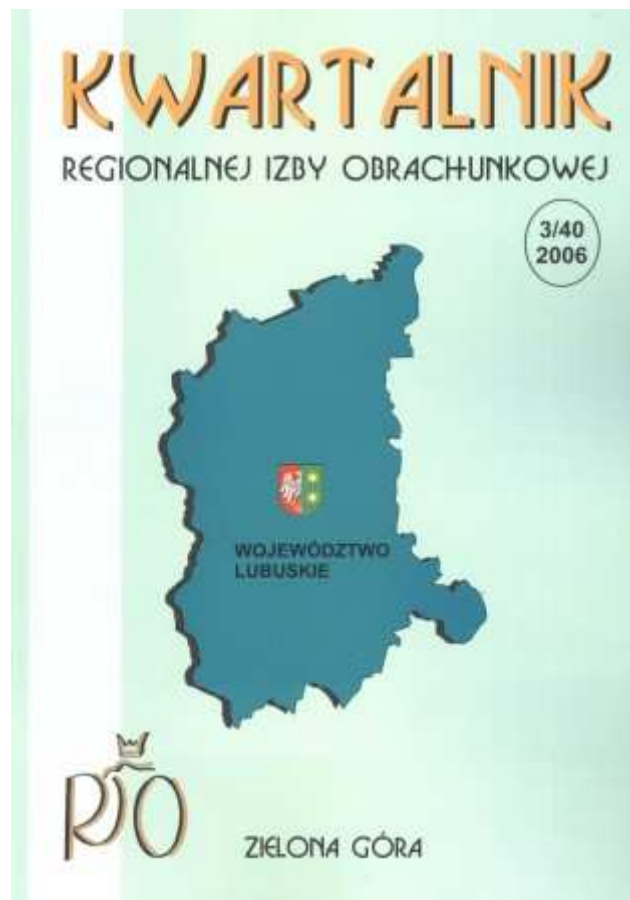 KWARTALNIK
REGIONALNEJ IZBY OBRACHUNKOWEJ
3/40
2006
WOJEWÓDZTWO
LUBUSKIE
RIO
ZIELONA GÓRA